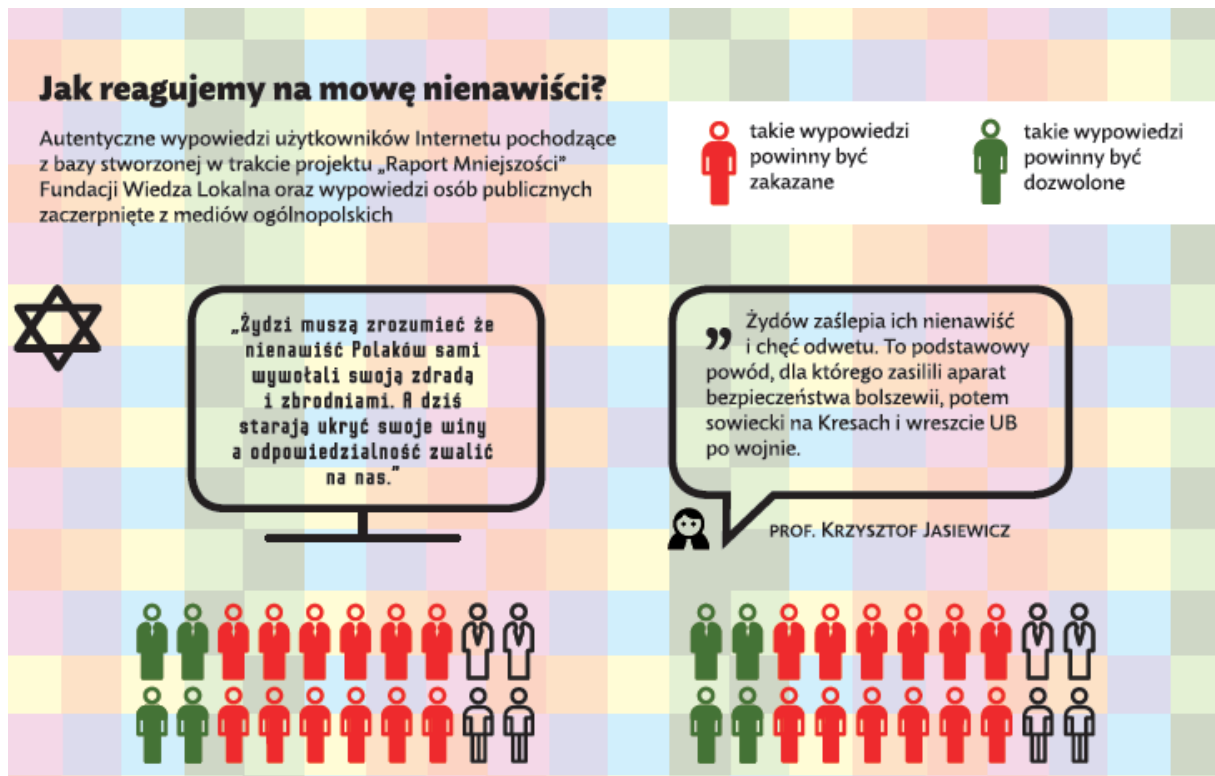 Jak reagujemy na mowę nienawiści?
Autentyczne wypowiedzi użytkowników Internetu pochodzące
z bazy stworzonej w trakcie projektu „Raport Mniejszości”
Fundacji Wiedza Lokalna oraz wypowiedzi osób publicznych
zaczerpnięte z mediów ogólnopolskich
takie wypowiedzi
powinny być
zakazane
takie wypowiedzi
powinny być
dozwolone
„Żydzi muszą zrozumieć że
nienawiść Polaków sami
wywołali swoją zdradą
i zbrodniami. A dziś
starają ukryć swoje winy
a odpowiedzialność zwalić
na nas.”
” Żydów zaślepia ich nienawiść
i chęć odwetu. To podstawowy
powód, dla którego zasilili aparat
bezpieczeństwa bolszewii, potem
sowiecki na Kresach i wreszcie UB
po wojnie.
PROF. KRZYSZTOF JASIEWICZ